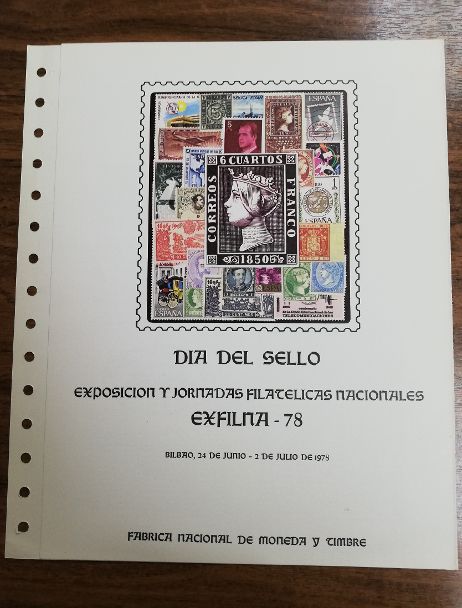 ESPAÑA
CORREOS
6 CUARTOS
FRANCO
1850
ESPAÑA
ESPAÑA
TELECOMUNICACIONES
DIA DEL SELLO
EXPOSICION Y JORNADAS FILATELICAS NACIONALES
EXFILNA - 78
BILBAO, 24 DE JUNIO - 2 DE JULIO DE 1978
FABRICA NACIONAL DE MONEDA Y TIMBRE